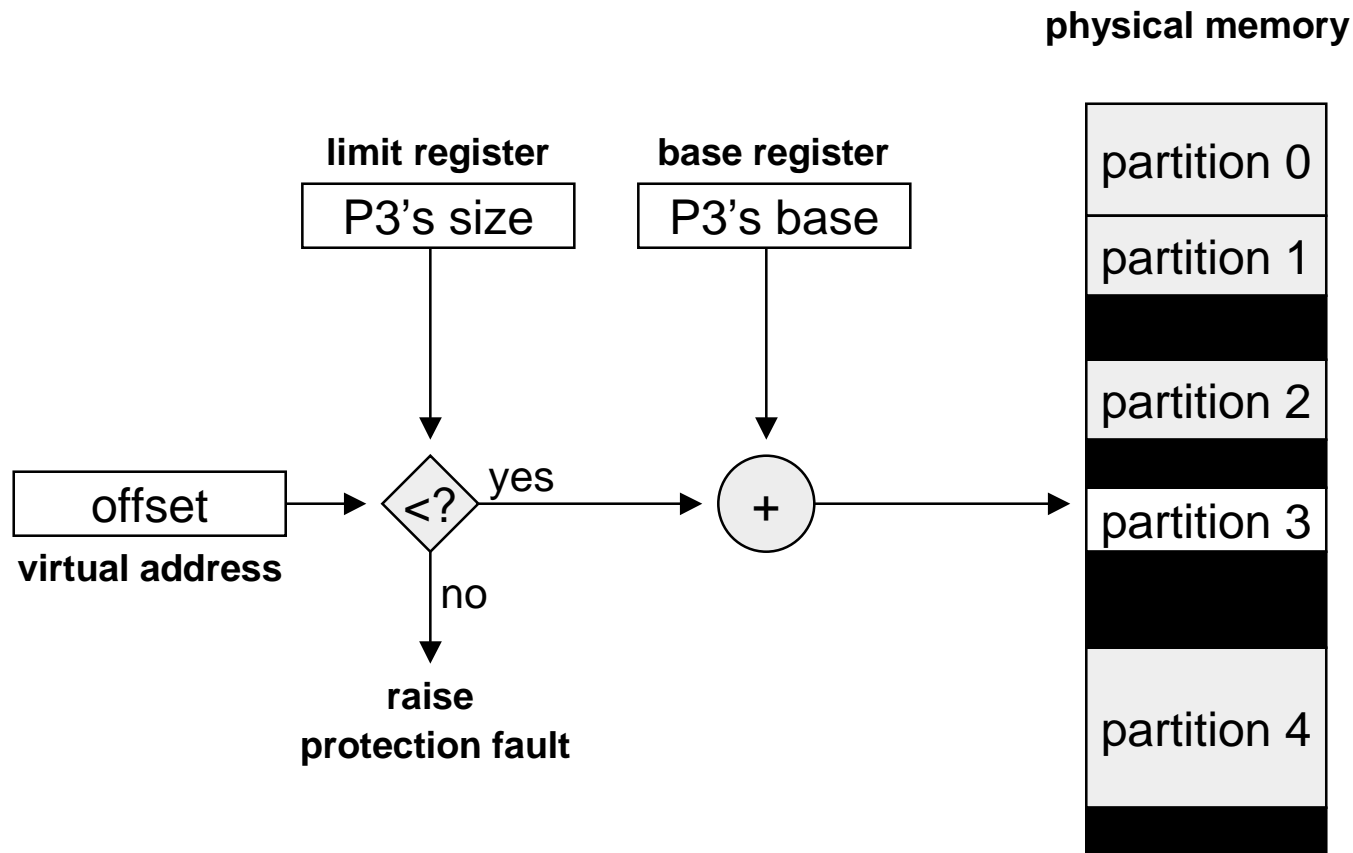 physical memory
limit register
base register
P3’s size
P3’s base
partition 0
partition 1
partition 2
offset
<?
yes
+
partition 3
virtual address
no
raise
protection fault
partition 4